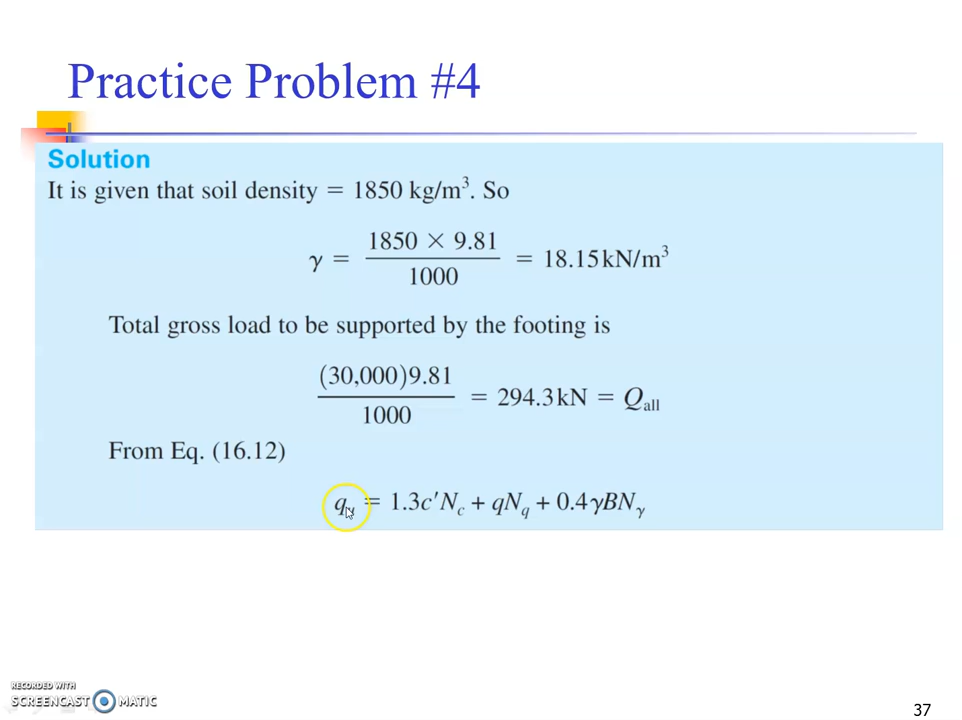 Practice Problem #4
Solution
It is given that soil density = 1850 kg/m³. So
γ = 1850 × 9.81 / 1000 = 18.15 kN/m³
Total gross load to be supported by the footing is
(30,000)9.81 / 1000 = 294.3 kN = Q_all
From Eq. (16.12)
q_u = 1.3c′N_c + qN_q + 0.4γBN_γ
RECORDED WITH
SCREENCAST MATIC
37